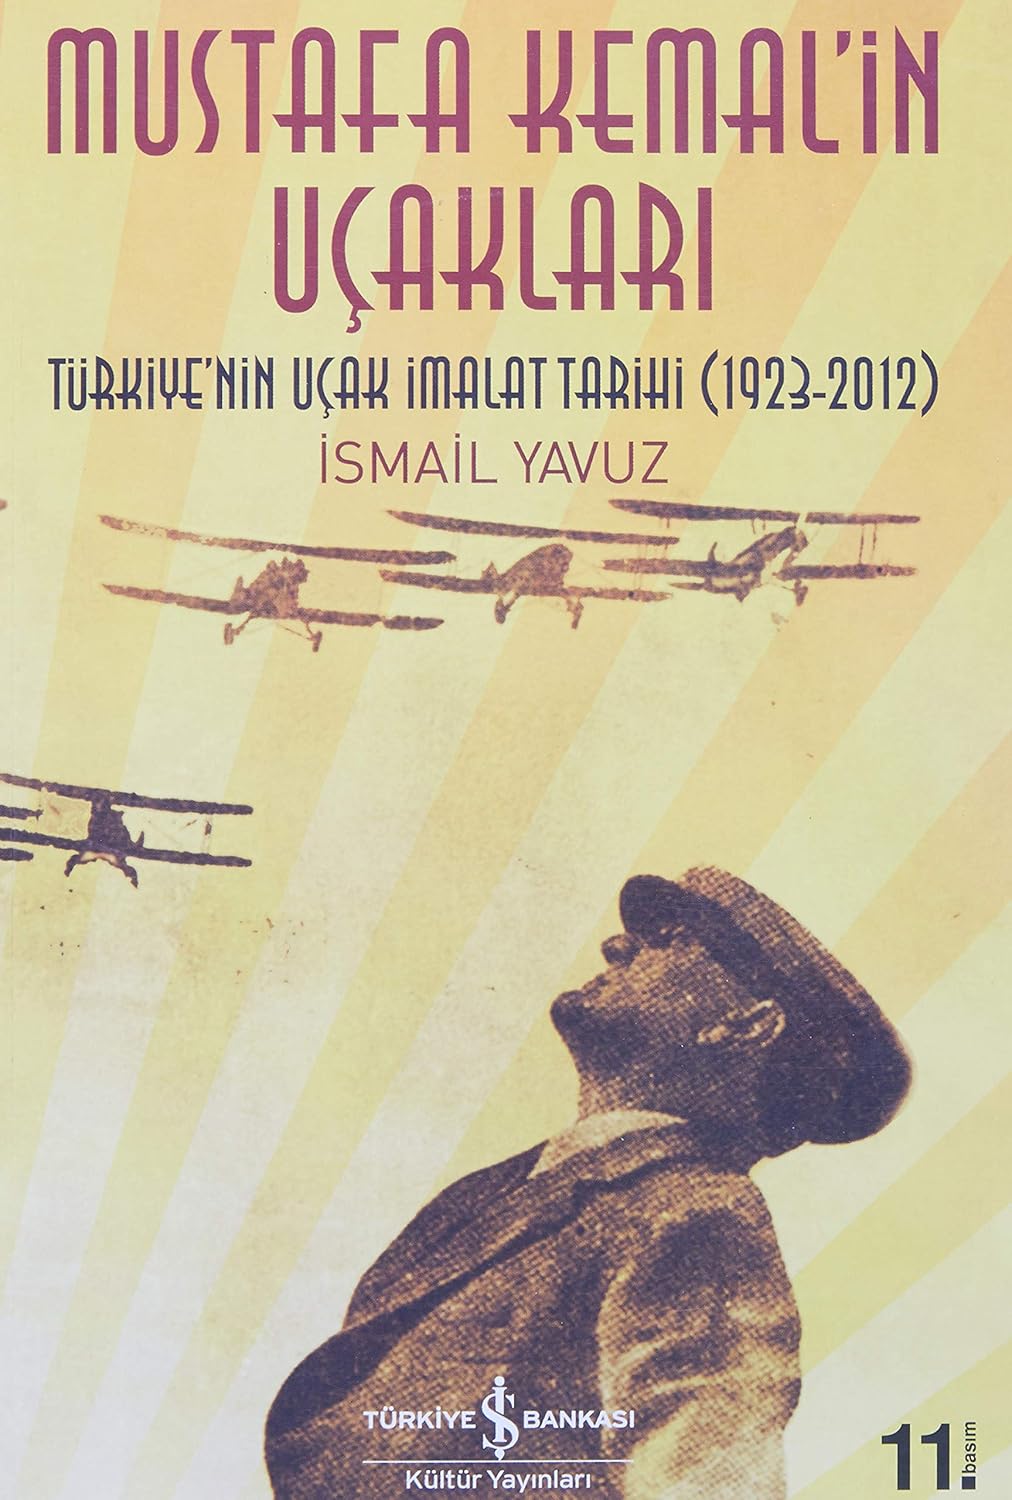 MUSTAFA KEMAL'İN
UÇAKLARI
TÜRKİYE'NİN UÇAK İMALAT TARİHİ (1923-2012)
İSMAİL YAVUZ
TÜRKİYE İŞ BANKASI
Kültür Yayınları
11. basım